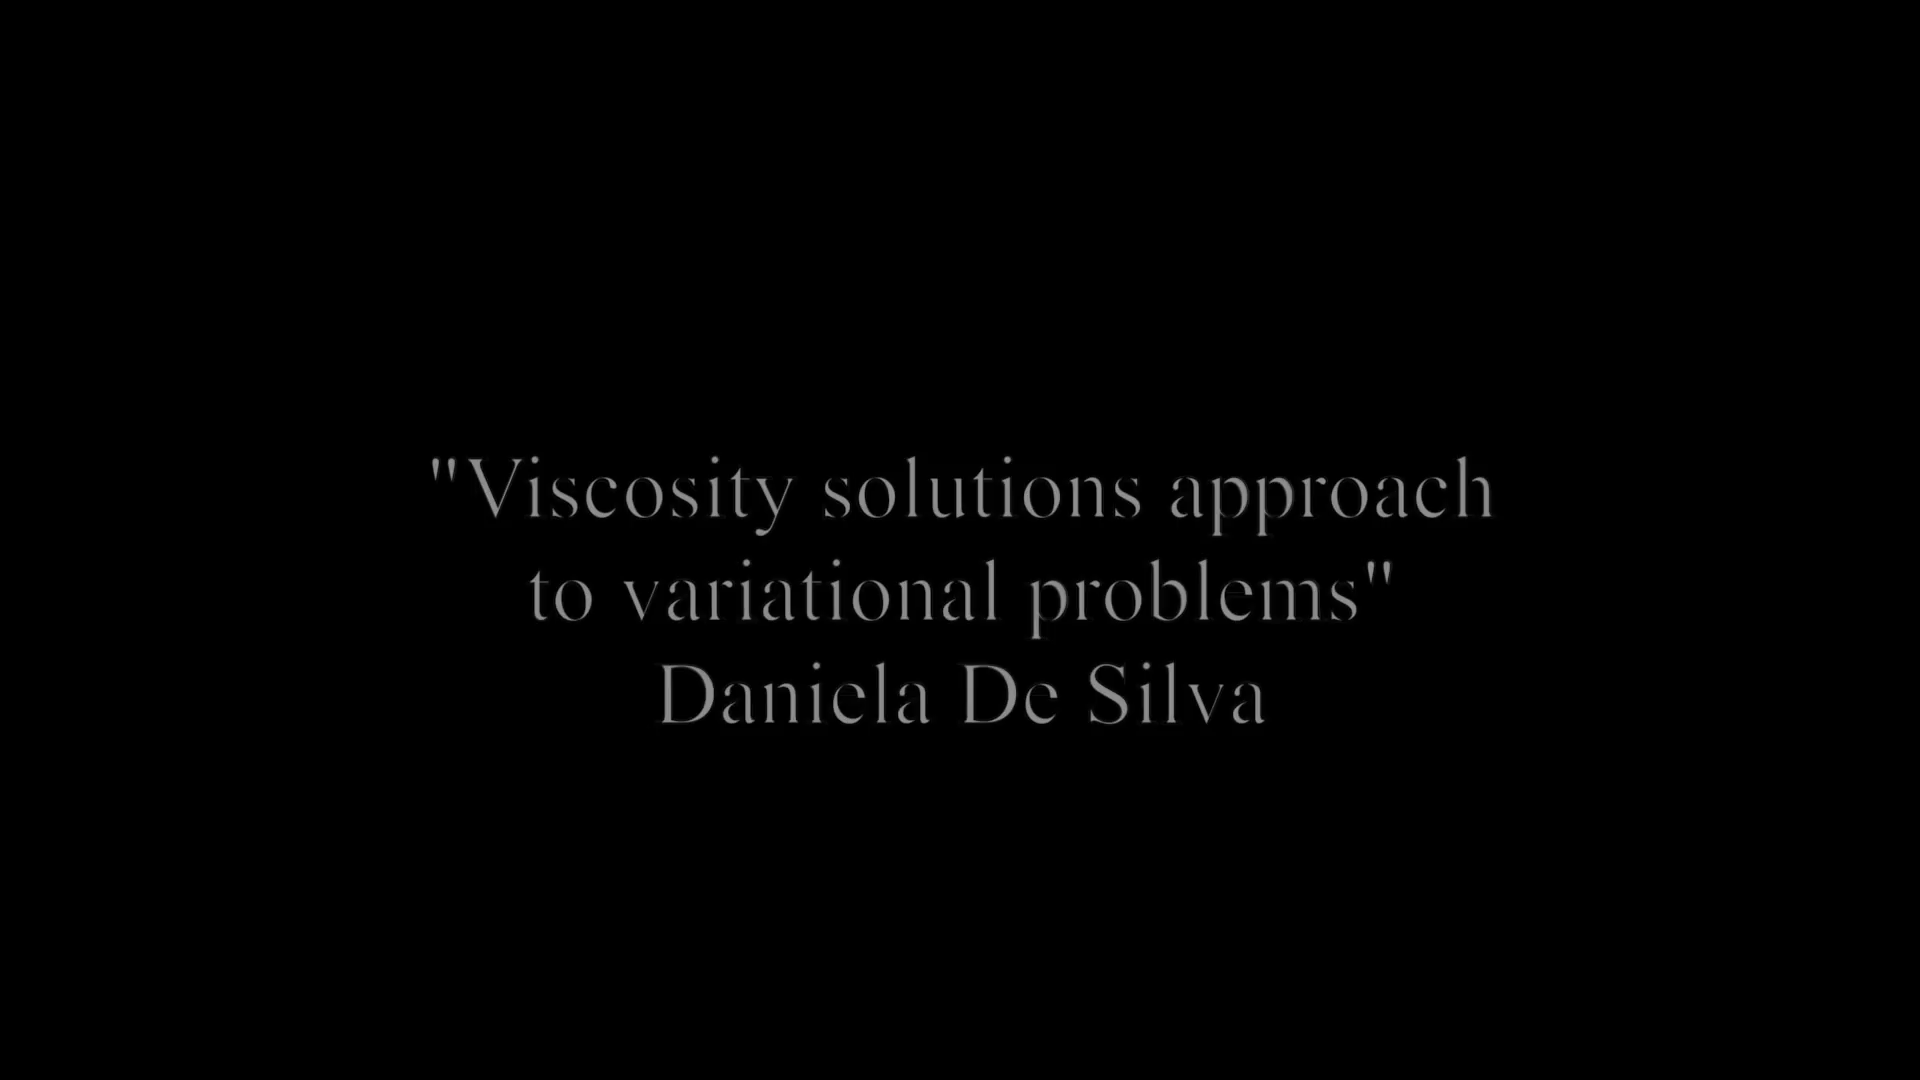 "Viscosity solutions approach
to variational problems"
Daniela De Silva